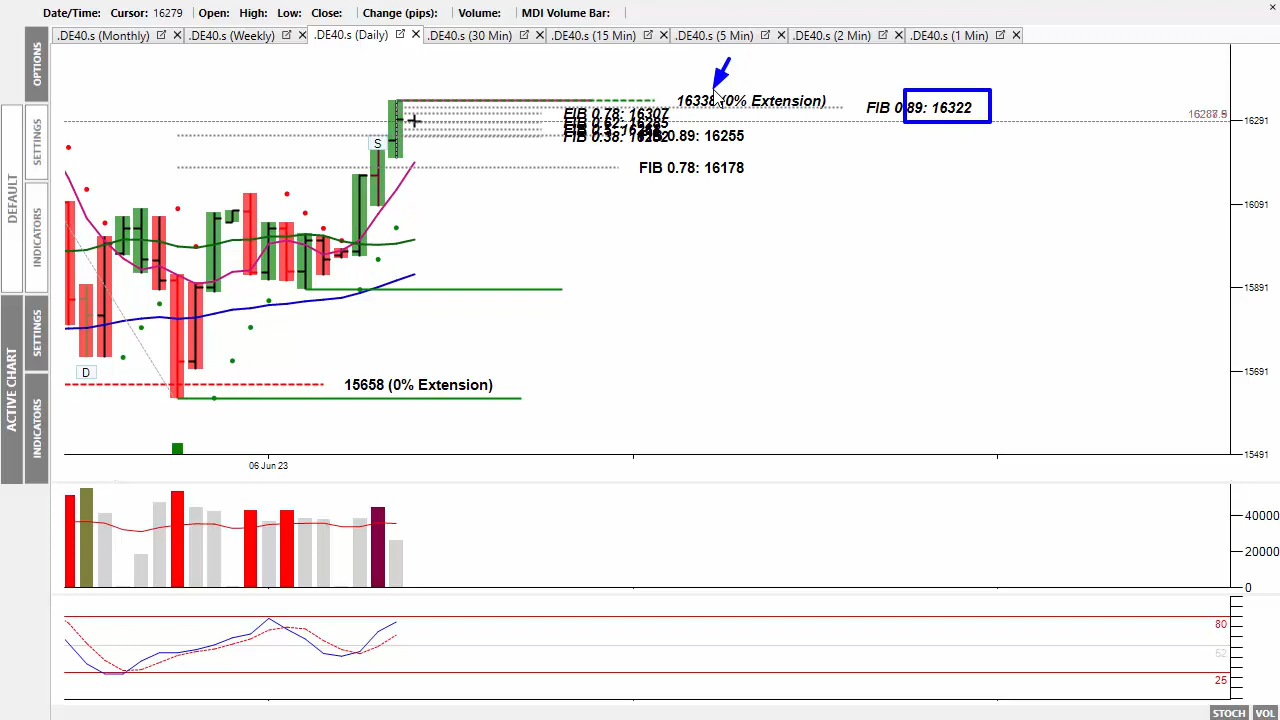 Date/Time: Cursor: 16279 Open: High: Low: Close: Change (pips): Volume: MDI Volume Bar:
.DE40.s (Monthly) .DE40.s (Weekly) .DE40.s (Daily) .DE40.s (30 Min) .DE40.s (15 Min) .DE40.s (5 Min) .DE40.s (2 Min) .DE40.s (1 Min)
OPTIONS
SETTINGS
INDICATORS
DEFAULT
SETTINGS
INDICATORS
ACTIVE CHART
(0% Extension)
FIB 0.89: 16322
FIB 0.78: 16307
16291
S
0.89: 16255
FIB 0.78: 16178
16091
15891
15691
D
15658 (0% Extension)
15491
06 Jun 23
40000
20000
0
80
52
25
STOCH VOL